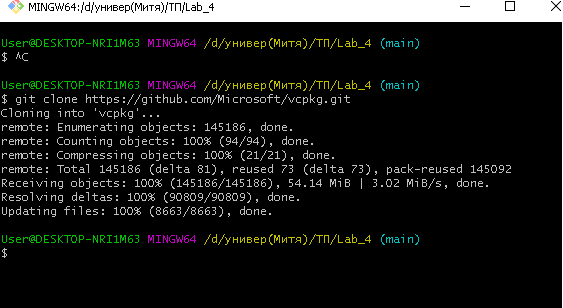 MINGW64:/d/универ(Митя)/ТП/Lab_4
User@DESKTOP-NRI1M63 MINGW64 /d/универ(Митя)/ТП/Lab_4 (main)
$ ^C
User@DESKTOP-NRI1M63 MINGW64 /d/универ(Митя)/ТП/Lab_4 (main)
$ git clone https://github.com/Microsoft/vcpkg.git
Cloning into 'vcpkg'...
remote: Enumerating objects: 145186, done.
remote: Counting objects: 100% (94/94), done.
remote: Compressing objects: 100% (21/21), done.
remote: Total 145186 (delta 81), reused 73 (delta 73), pack-reused 145092
Receiving objects: 100% (145186/145186), 54.14 MiB | 3.02 MiB/s, done.
Resolving deltas: 100% (90809/90809), done.
Updating files: 100% (8663/8663), done.
User@DESKTOP-NRI1M63 MINGW64 /d/универ(Митя)/ТП/Lab_4 (main)
$